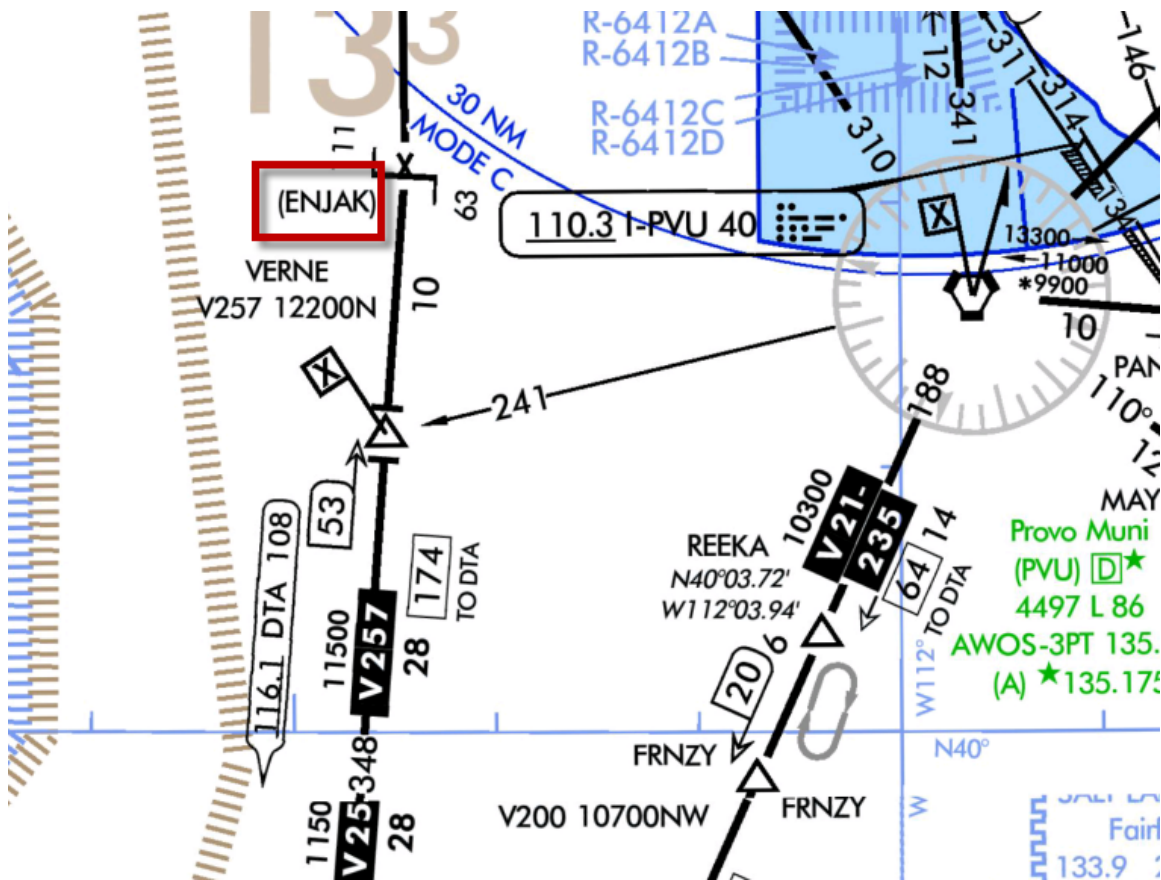 13³
R-6412A
R-6412B
R-6412C
R-6412D
30 NM
MODE C
11
(ENJAK)
63
VERNE
V257 12200N
10
110.3 I-PVU 40
X
12
341
310
311
314
134
146
13300
11000
*9900
10
241
X
188
53
174
TO DTA
116.1 DTA 108
11500
V257
28
348
28
10300
V21-
235
14
64
TO DTA
REEKA
N40°03.72'
W112°03.94'
6
20
FRNZY
V200 10700NW
FRNZY
W112°
N40°
W
110°
12
Provo Muni
(PVU) D★
4497 L 86
AWOS-3PT 135.
(A) ★135.175
133.9